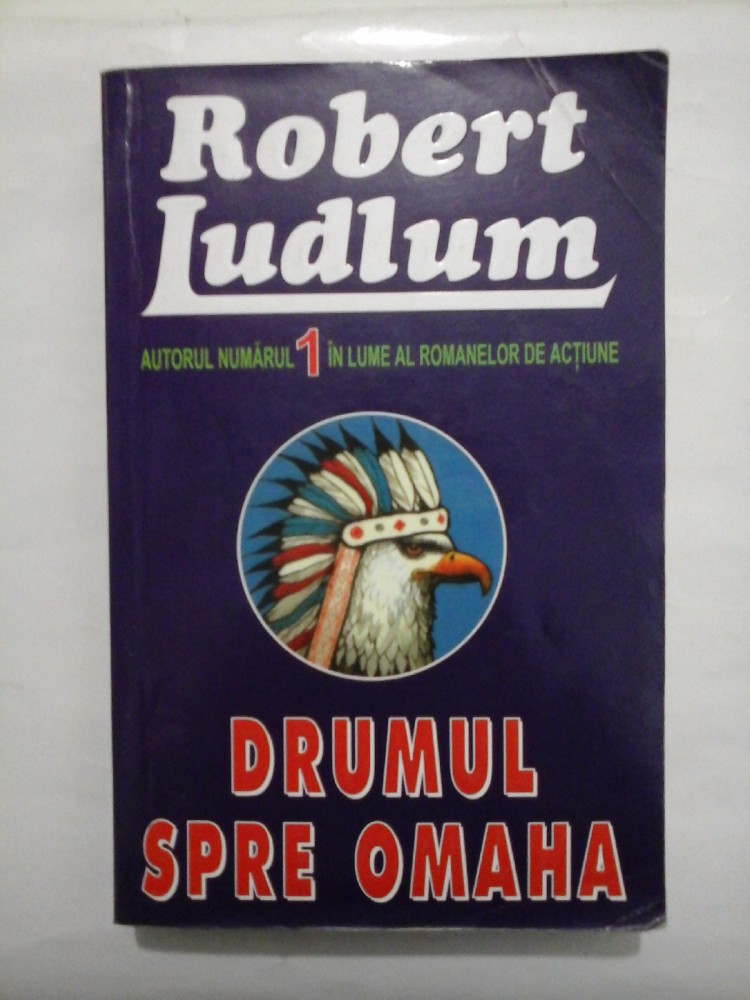 Robert
Ludlum
AUTORUL NUMĂRUL 1 ÎN LUME AL ROMANELOR DE ACȚIUNE
DRUMUL
SPRE OMAHA